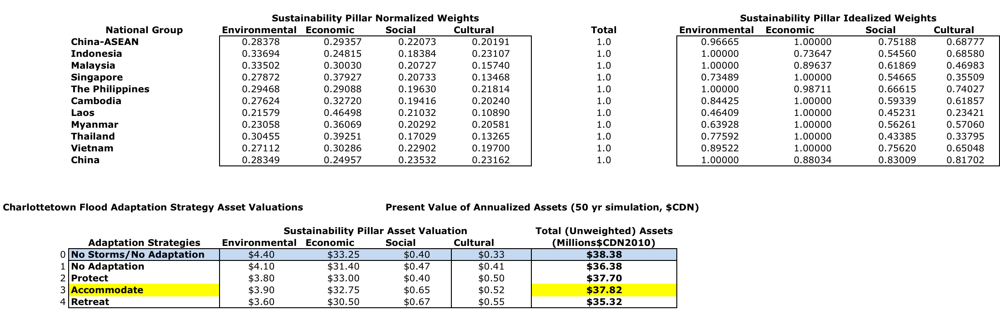 Sustainability Pillar Normalized Weights Sustainability Pillar Idealized Weights
National Group Environmental Economic Social Cultural Total Environmental Economic Social Cultural
China-ASEAN 0.28378 0.29357 0.22073 0.20191 1.0 0.96665 1.00000 0.75188 0.68777
Indonesia 0.33694 0.24815 0.18384 0.23107 1.0 1.00000 0.73647 0.54560 0.68580
Malaysia 0.33502 0.30030 0.20727 0.15740 1.0 1.00000 0.89637 0.61869 0.46983
Singapore 0.27872 0.37927 0.20733 0.13468 1.0 0.73489 1.00000 0.54665 0.35509
The Philippines 0.29468 0.29088 0.19630 0.21814 1.0 1.00000 0.98711 0.66615 0.74027
Cambodia 0.27624 0.32720 0.19416 0.20240 1.0 0.84425 1.00000 0.59339 0.61857
Laos 0.21579 0.46498 0.21032 0.10890 1.0 0.46409 1.00000 0.45231 0.23421
Myanmar 0.23058 0.36069 0.20292 0.20581 1.0 0.63928 1.00000 0.56261 0.57060
Thailand 0.30455 0.39251 0.17029 0.13265 1.0 0.77592 1.00000 0.43385 0.33795
Vietnam 0.27112 0.30286 0.22902 0.19700 1.0 0.89522 1.00000 0.75620 0.65048
China 0.28349 0.24957 0.23532 0.23162 1.0 1.00000 0.88034 0.83009 0.81702
Charlottetown Flood Adaptation Strategy Asset Valuations Present Value of Annualized Assets (50 yr simulation, $CDN)
Sustainability Pillar Asset Valuation Total (Unweighted) Assets
Adaptation Strategies Environmental Economic Social Cultural (Millions$CDN2010)
0 No Storms/No Adaptation $4.40 $33.25 $0.40 $0.33 $38.38
1 No Adaptation $4.10 $31.40 $0.47 $0.41 $36.38
2 Protect $3.80 $33.00 $0.40 $0.50 $37.70
3 Accommodate $3.90 $32.75 $0.65 $0.52 $37.82
4 Retreat $3.60 $30.50 $0.67 $0.55 $35.32